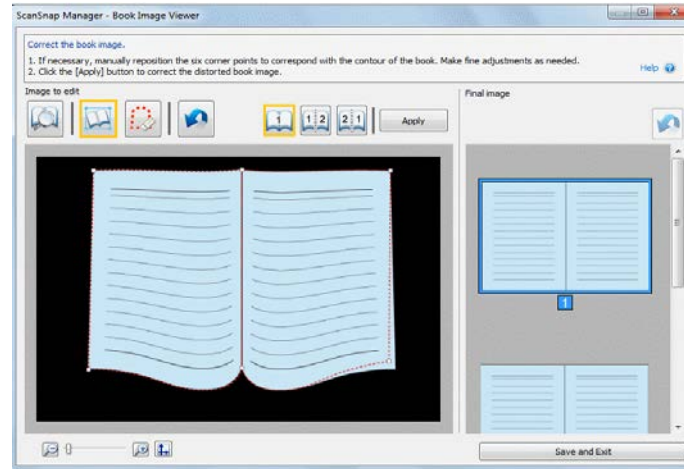 ScanSnap Manager - Book Image Viewer
Correct the book image.
1. If necessary, manually reposition the six corner points to correspond with the contour of the book. Make fine adjustments as needed.
2. Click the [Apply] button to correct the distorted book image.
Help
Image to edit
Final image
1
1 2
2 1
Apply
1
Save and Exit